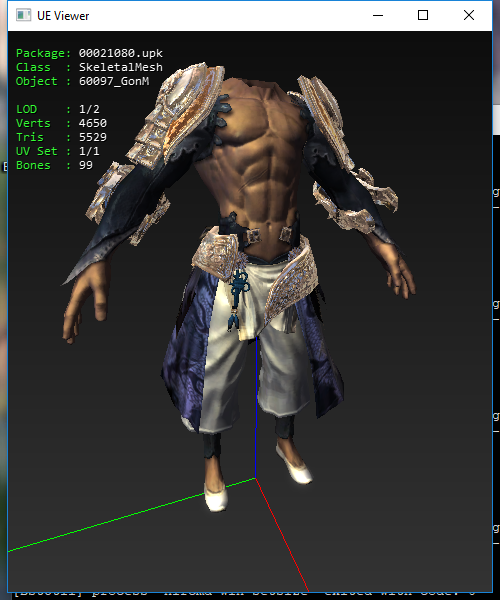 UE Viewer
Package: 00021080.upk
Class  : SkeletalMesh
Object : 60097_GonM
LOD    : 1/2
Verts  : 4650
Tris   : 5529
UV Set : 1/1
Bones  : 99